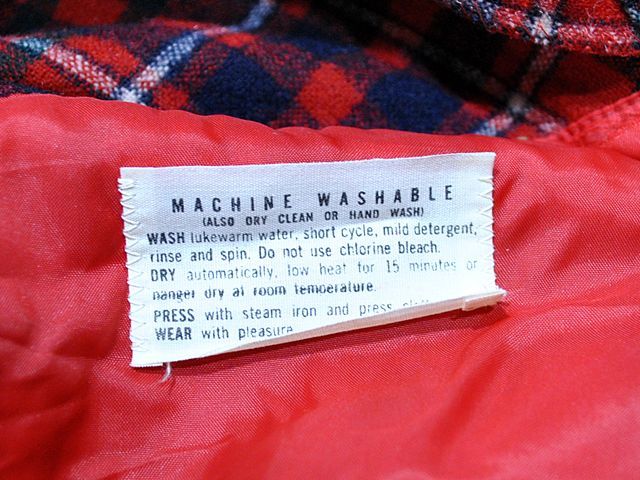 MACHINE WASHABLE
(ALSO DRY CLEAN OR HAND WASH)
WASH lukewarm water, short cycle, mild detergent,
rinse and spin. Do not use chlorine bleach.
DRY automatically, low heat for 15 minutes or
hanger dry at room temperature.
PRESS with steam iron and press
WEAR with pleasure